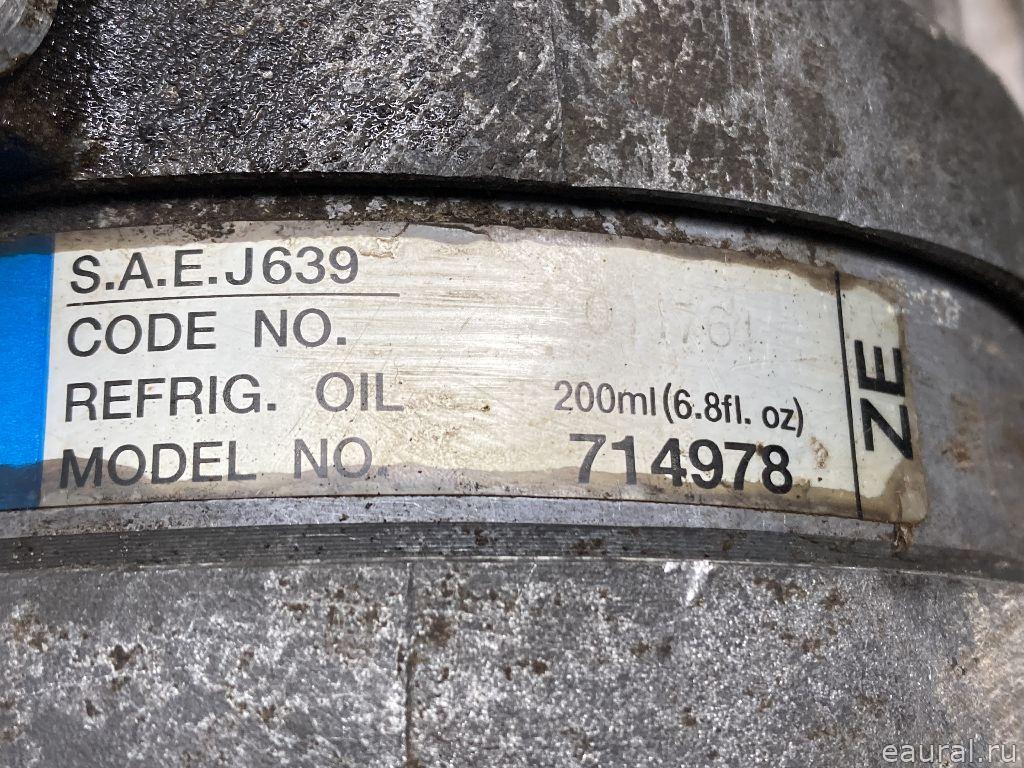 S.A.E.J639
CODE NO.
REFRIG. OIL 200ml (6.8fl. oz)
MODEL NO. 714978
ZE
eaural.ru